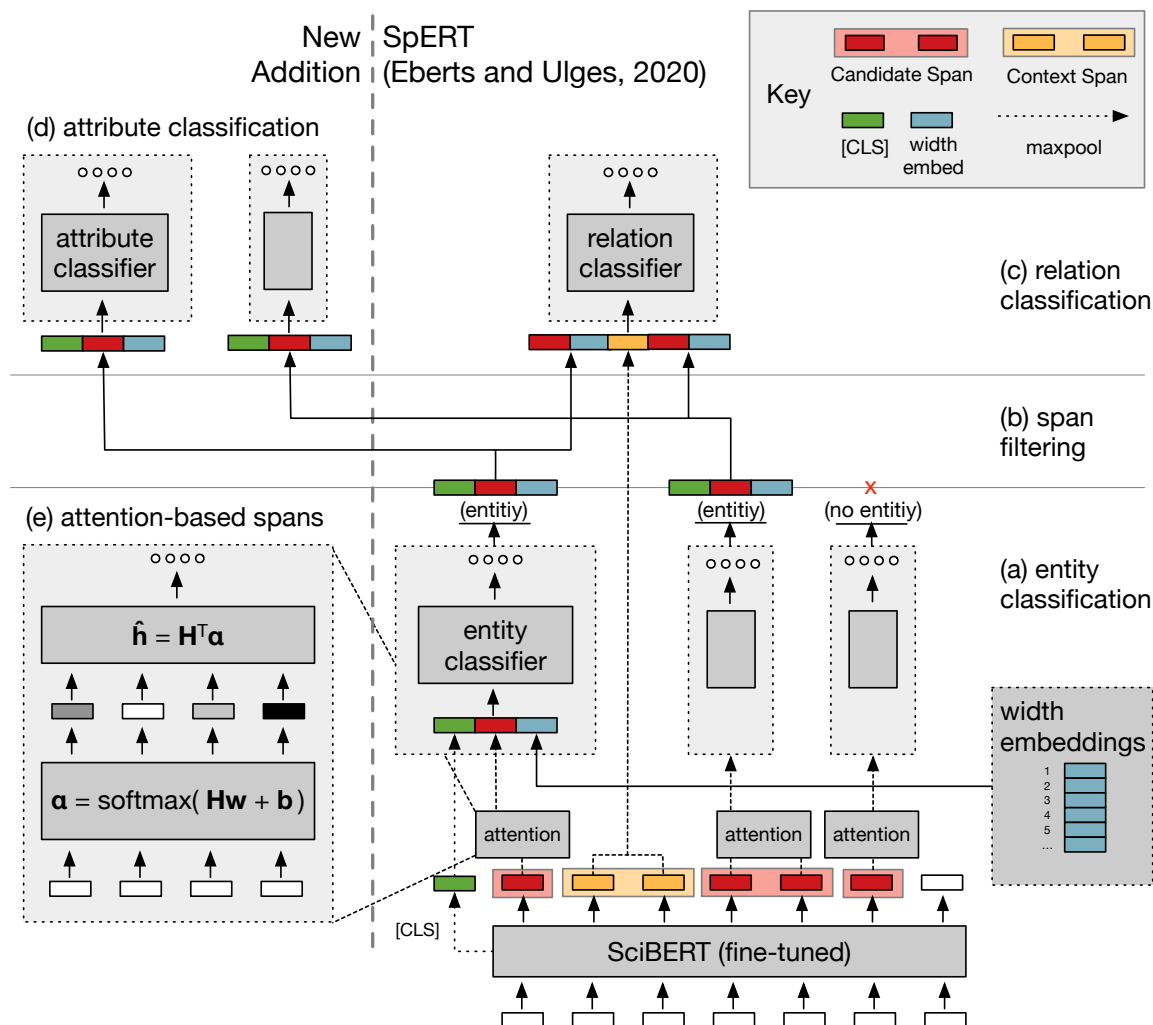 New
Addition
SpERT
(Eberts and Ulges, 2020)
Key
Candidate Span
Context Span
[CLS]
width
embed
maxpool
(d) attribute classification
attribute
classifier
relation
classifier
(c) relation
classification
(b) span
filtering
(entitiy)
(entitiy)
x
(no entitiy)
(e) attention-based spans
ĥ = Hᵀα
α = softmax( Hw + b )
entity
classifier
(a) entity
classification
width
embeddings
1
2
3
4
5
...
attention
attention
attention
[CLS]
SciBERT (fine-tuned)